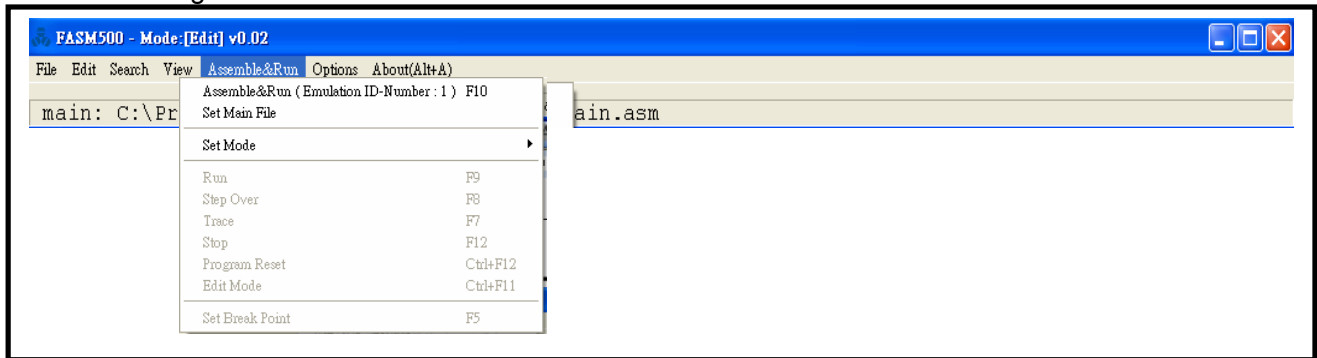 FASM500 - Mode:[Edit] v0.02
File Edit Search View Assemble&Run Options About(Alt+A)
Assemble&Run ( Emulation ID-Number : 1 ) F10
main: C:\Pr ain.asm
Set Main File
Set Mode
Run F9
Step Over F8
Trace F7
Stop F12
Program Reset Ctrl+F12
Edit Mode Ctrl+F11
Set Break Point F5